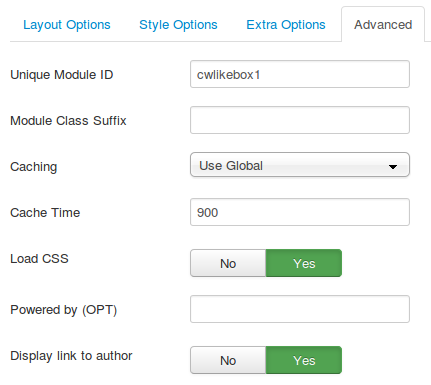 Layout Options Style Options Extra Options Advanced
Unique Module ID cwlikebox1
Module Class Suffix
Caching Use Global
Cache Time 900
Load CSS No Yes
Powered by (OPT)
Display link to author No Yes